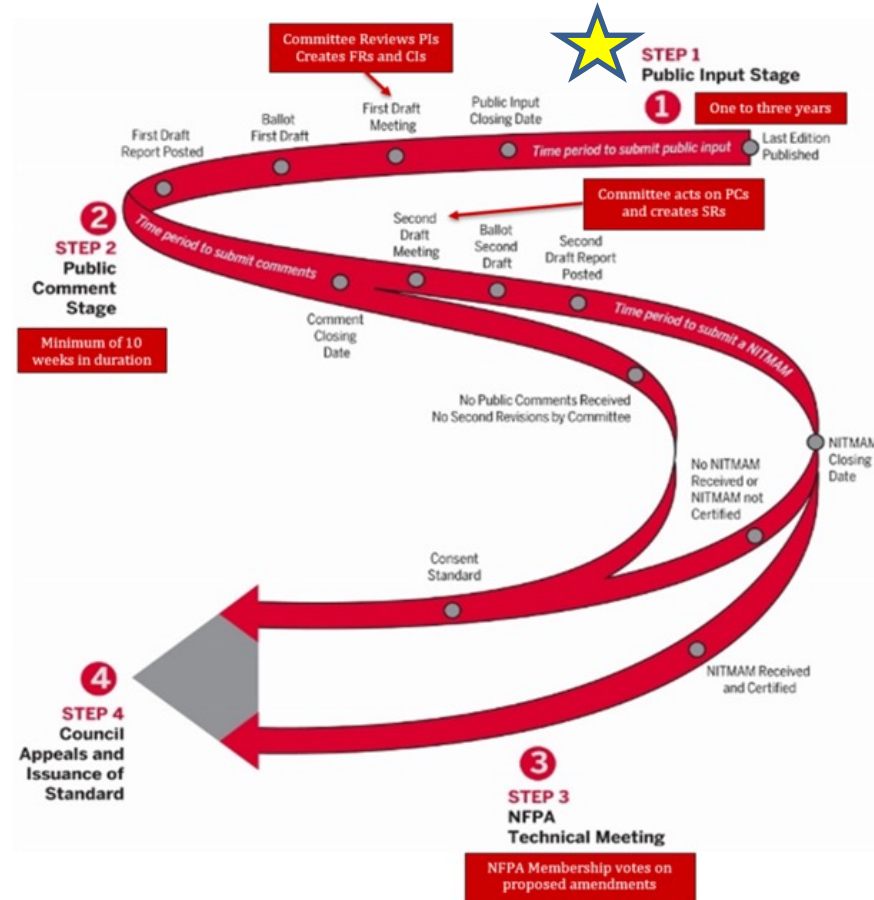 Committee Reviews PIs
Creates FRs and CIs
STEP 1
Public Input Stage
1
One to three years
First Draft
Report Posted
Ballot
First Draft
First Draft
Meeting
Public Input
Closing Date
Time period to submit public input
Last Edition
Published
Committee acts on PCs
and creates SRs
2
STEP 2
Public
Comment
Stage
Minimum of 10
weeks in duration
Time period to submit comments
Comment
Closing
Date
Second
Draft
Meeting
Ballot
Second
Draft
Second
Draft Report
Posted
Time period to submit a NITMAM
No Public Comments Received
No Second Revisions by Committee
NITMAM
Closing
Date
No NITMAM
Received or
NITMAM not
Certified
Consent
Standard
NITMAM Received
and Certified
4
STEP 4
Council
Appeals and
Issuance of
Standard
3
STEP 3
NFPA
Technical Meeting
NFPA Membership votes on
proposed amendments